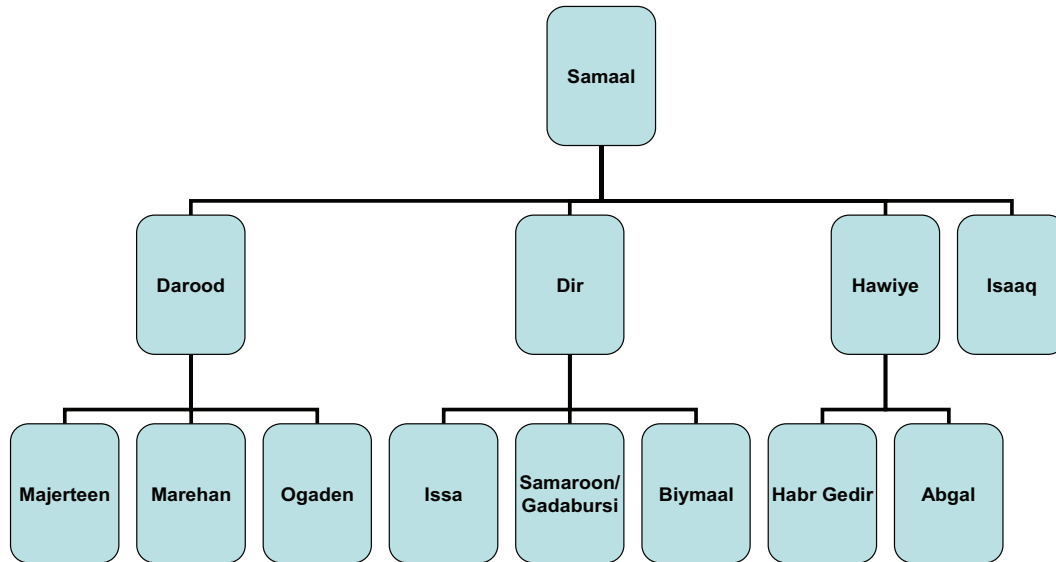 Samaal
Darood
Dir
Hawiye
Isaaq
Majerteen
Marehan
Ogaden
Issa
Samaroon/
Gadabursi
Biymaal
Habr Gedir
Abgal